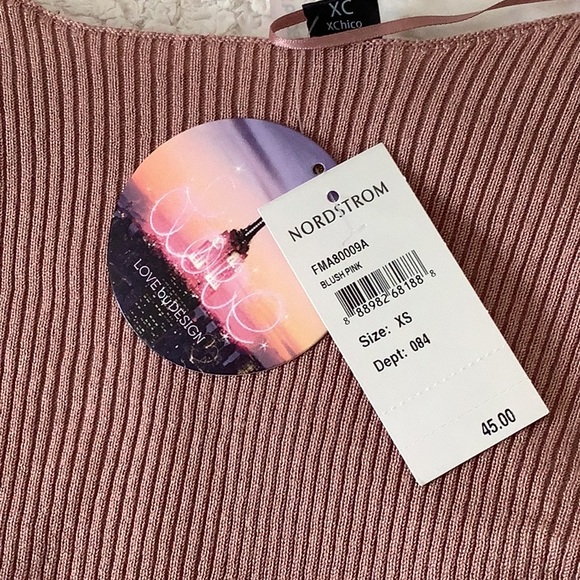 XC
xChico
love
LOVE by DESIGN
NORDSTROM
FMA80009A
BLUSH PINK
8 88982 68188 8
Size: XS
Dept: 084
45.00